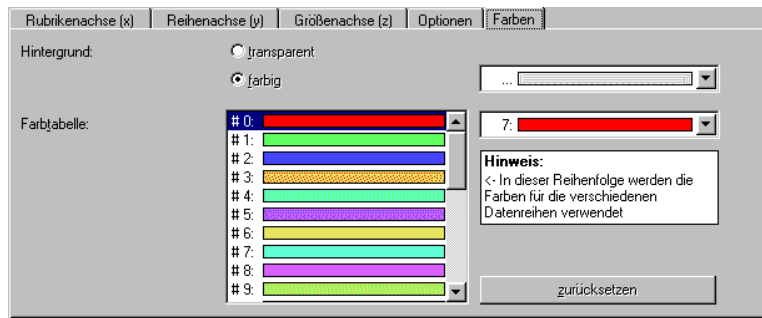 Rubrikenachse (x) Reihenachse (y) Größenachse (z) Optionen Farben
Hintergrund: transparent
farbig ...
Farbtabelle: # 0: 7:
# 1:
# 2:
# 3:
# 4:
# 5:
# 6:
# 7:
# 8:
# 9:
Hinweis:
<- In dieser Reihenfolge werden die
Farben für die verschiedenen
Datenreihen verwendet
zurücksetzen